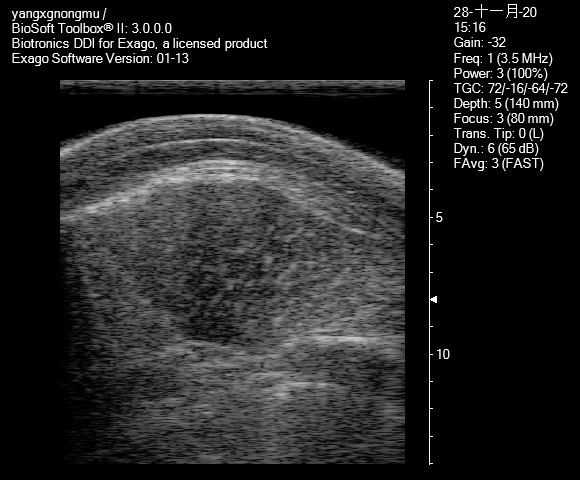 yangxgnongmu /
BioSoft Toolbox® II: 3.0.0.0
Biotronics DDI for Exago, a licensed product
Exago Software Version: 01-13
28-十一月-20
15:16
Gain: -32
Freq: 1 (3.5 MHz)
Power: 3 (100%)
TGC: 72/-16/-64/-72
Depth: 5 (140 mm)
Focus: 3 (80 mm)
Trans. Tip: 0 (L)
Dyn.: 6 (65 dB)
FAvg: 3 (FAST)
5
10